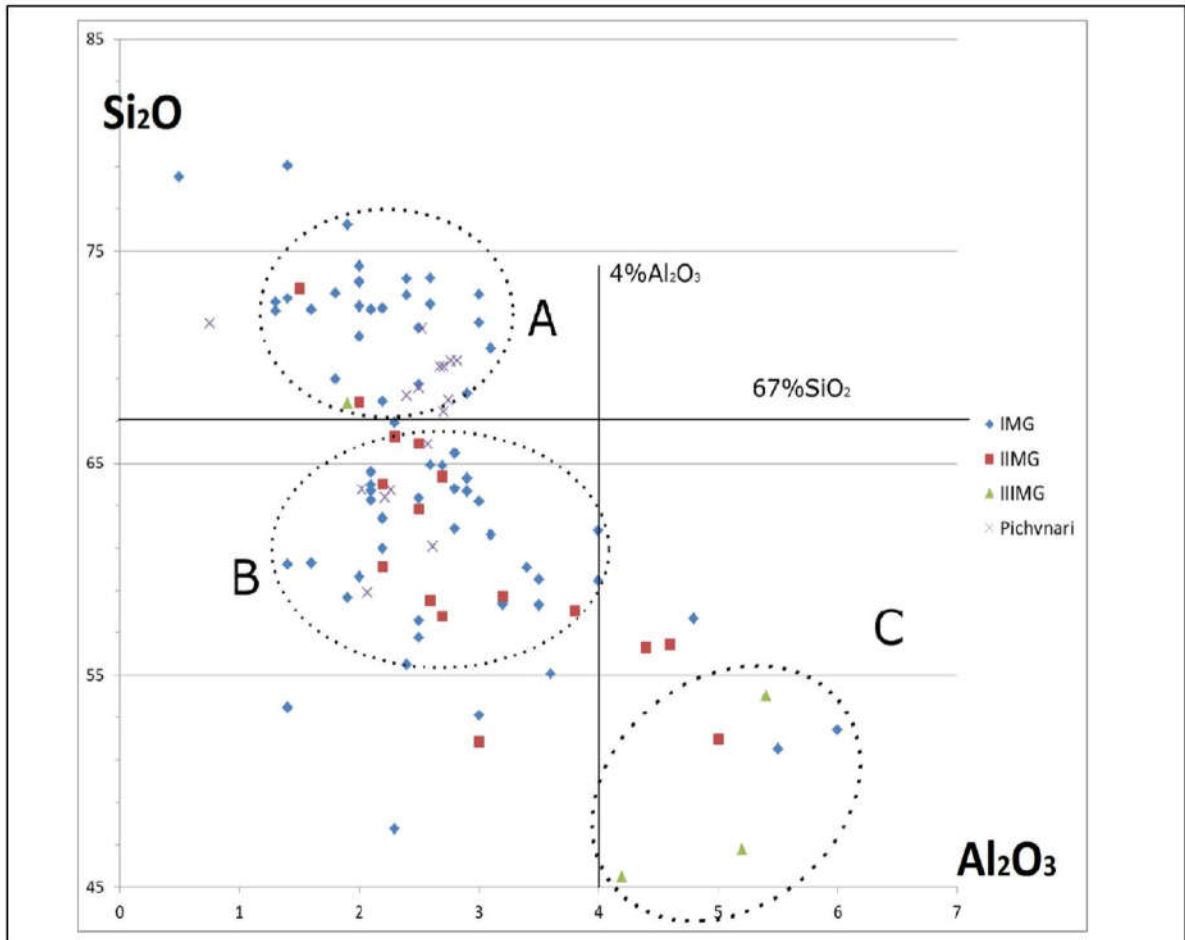 85
Si₂O
75
4%Al₂O₃
A
67%SiO₂
IMG
65
IIMG
IIIMG
Pichvnari
B
C
55
Al₂O₃
45
0 1 2 3 4 5 6 7